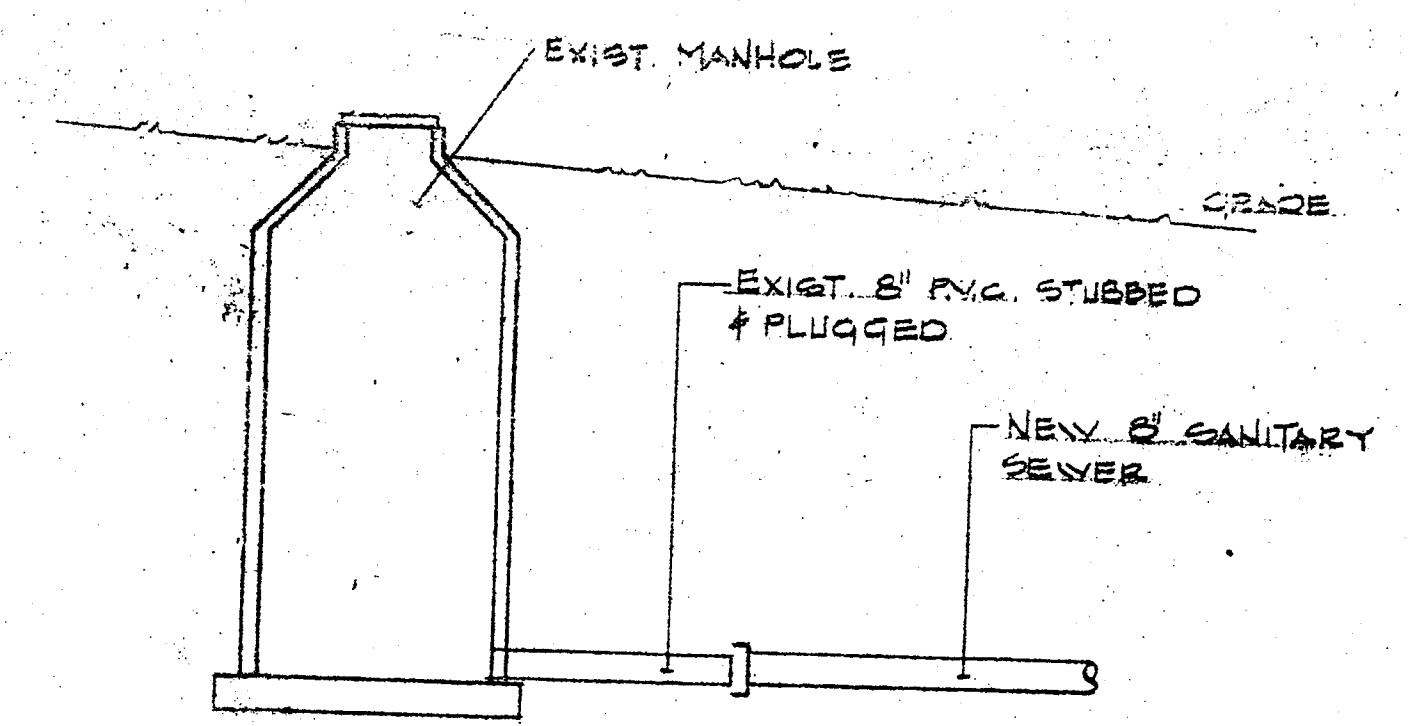 EXIST. MANHOLE
GRADE
EXIST. 8" P.V.C. STUBBED
& PLUGGED
NEW 8" SANITARY
SEWER